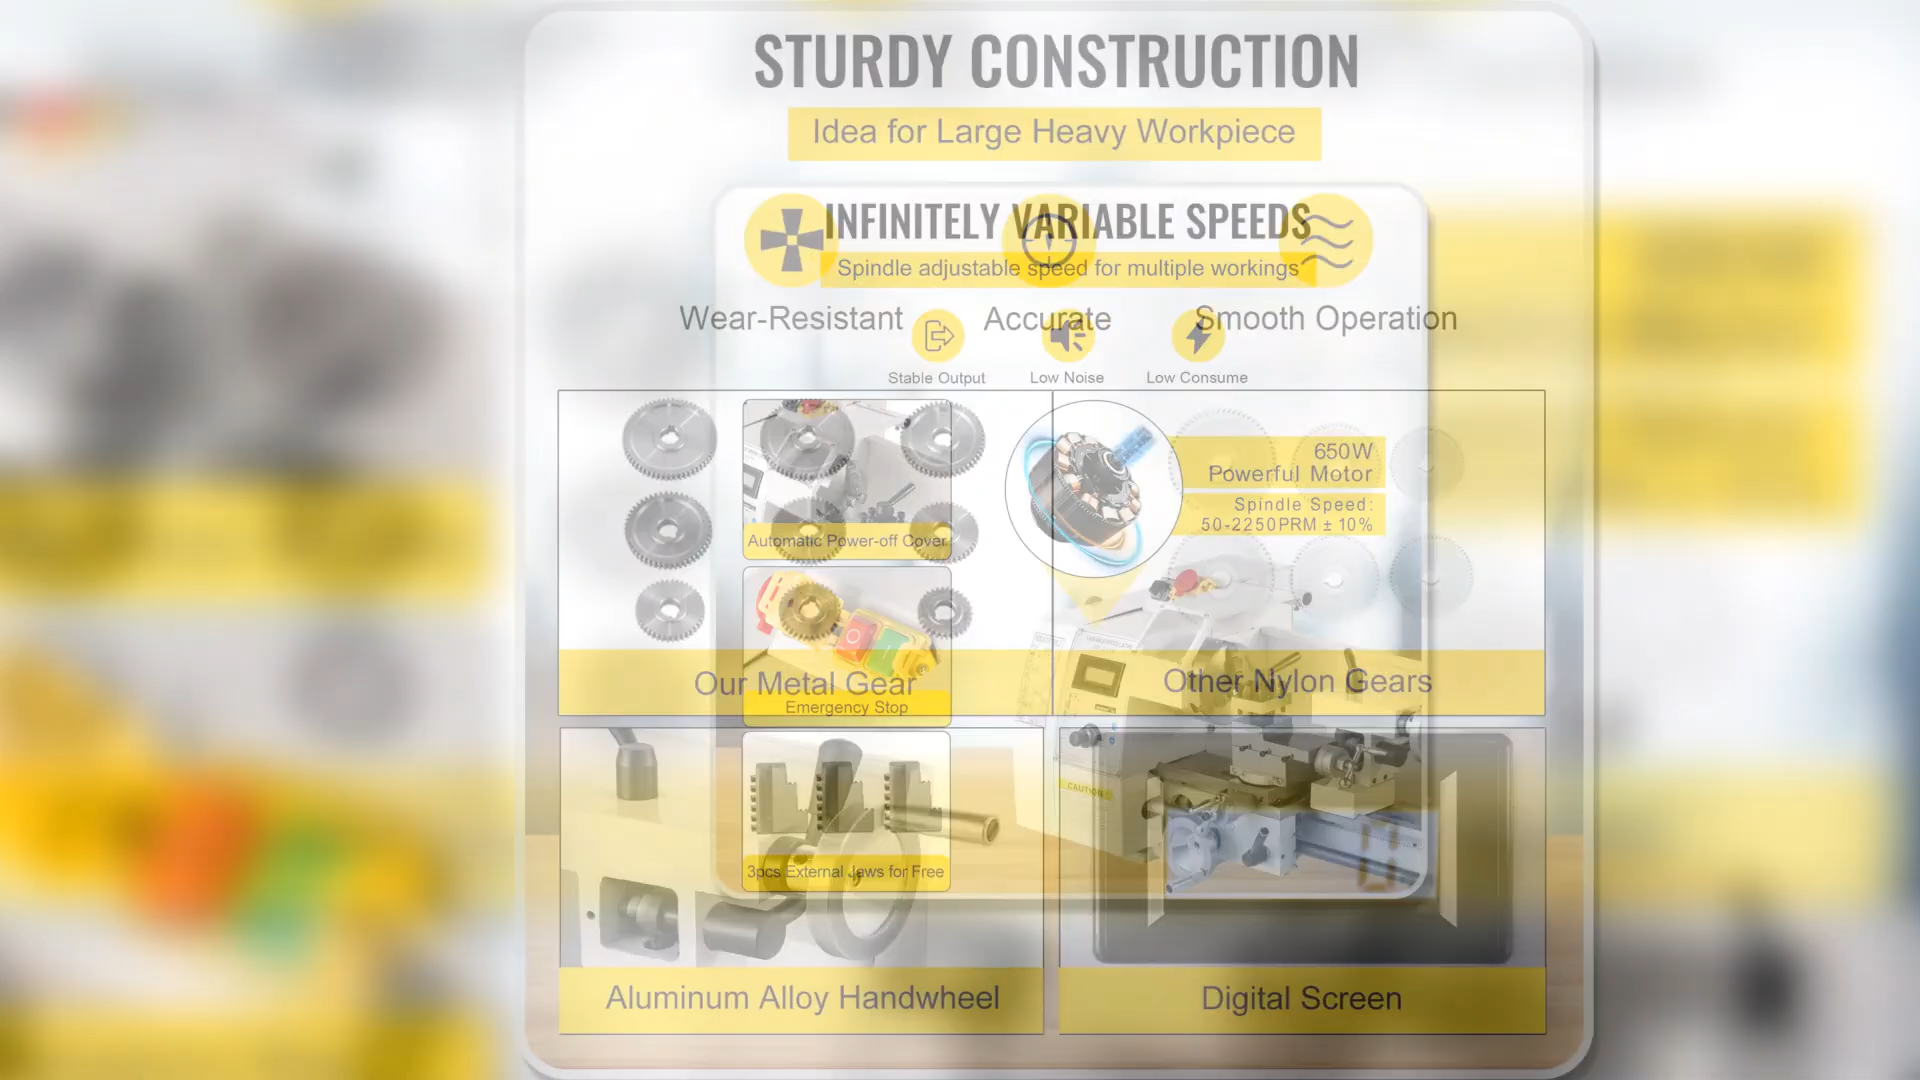 STURDY CONSTRUCTION
Idea for Large Heavy Workpiece
INFINITELY VARIABLE SPEEDS
Spindle adjustable speed for multiple workings
Wear-Resistant
Accurate
Smooth Operation
Stable Output
Low Noise
Low Consume
650W
Powerful Motor
Spindle Speed:
50-2250PRM ± 10%
Automatic Power-off Cover
Our Metal Gear
Other Nylon Gears
Emergency Stop
CAUTION
3pcs External Jaws for Free
Aluminum Alloy Handwheel
Digital Screen